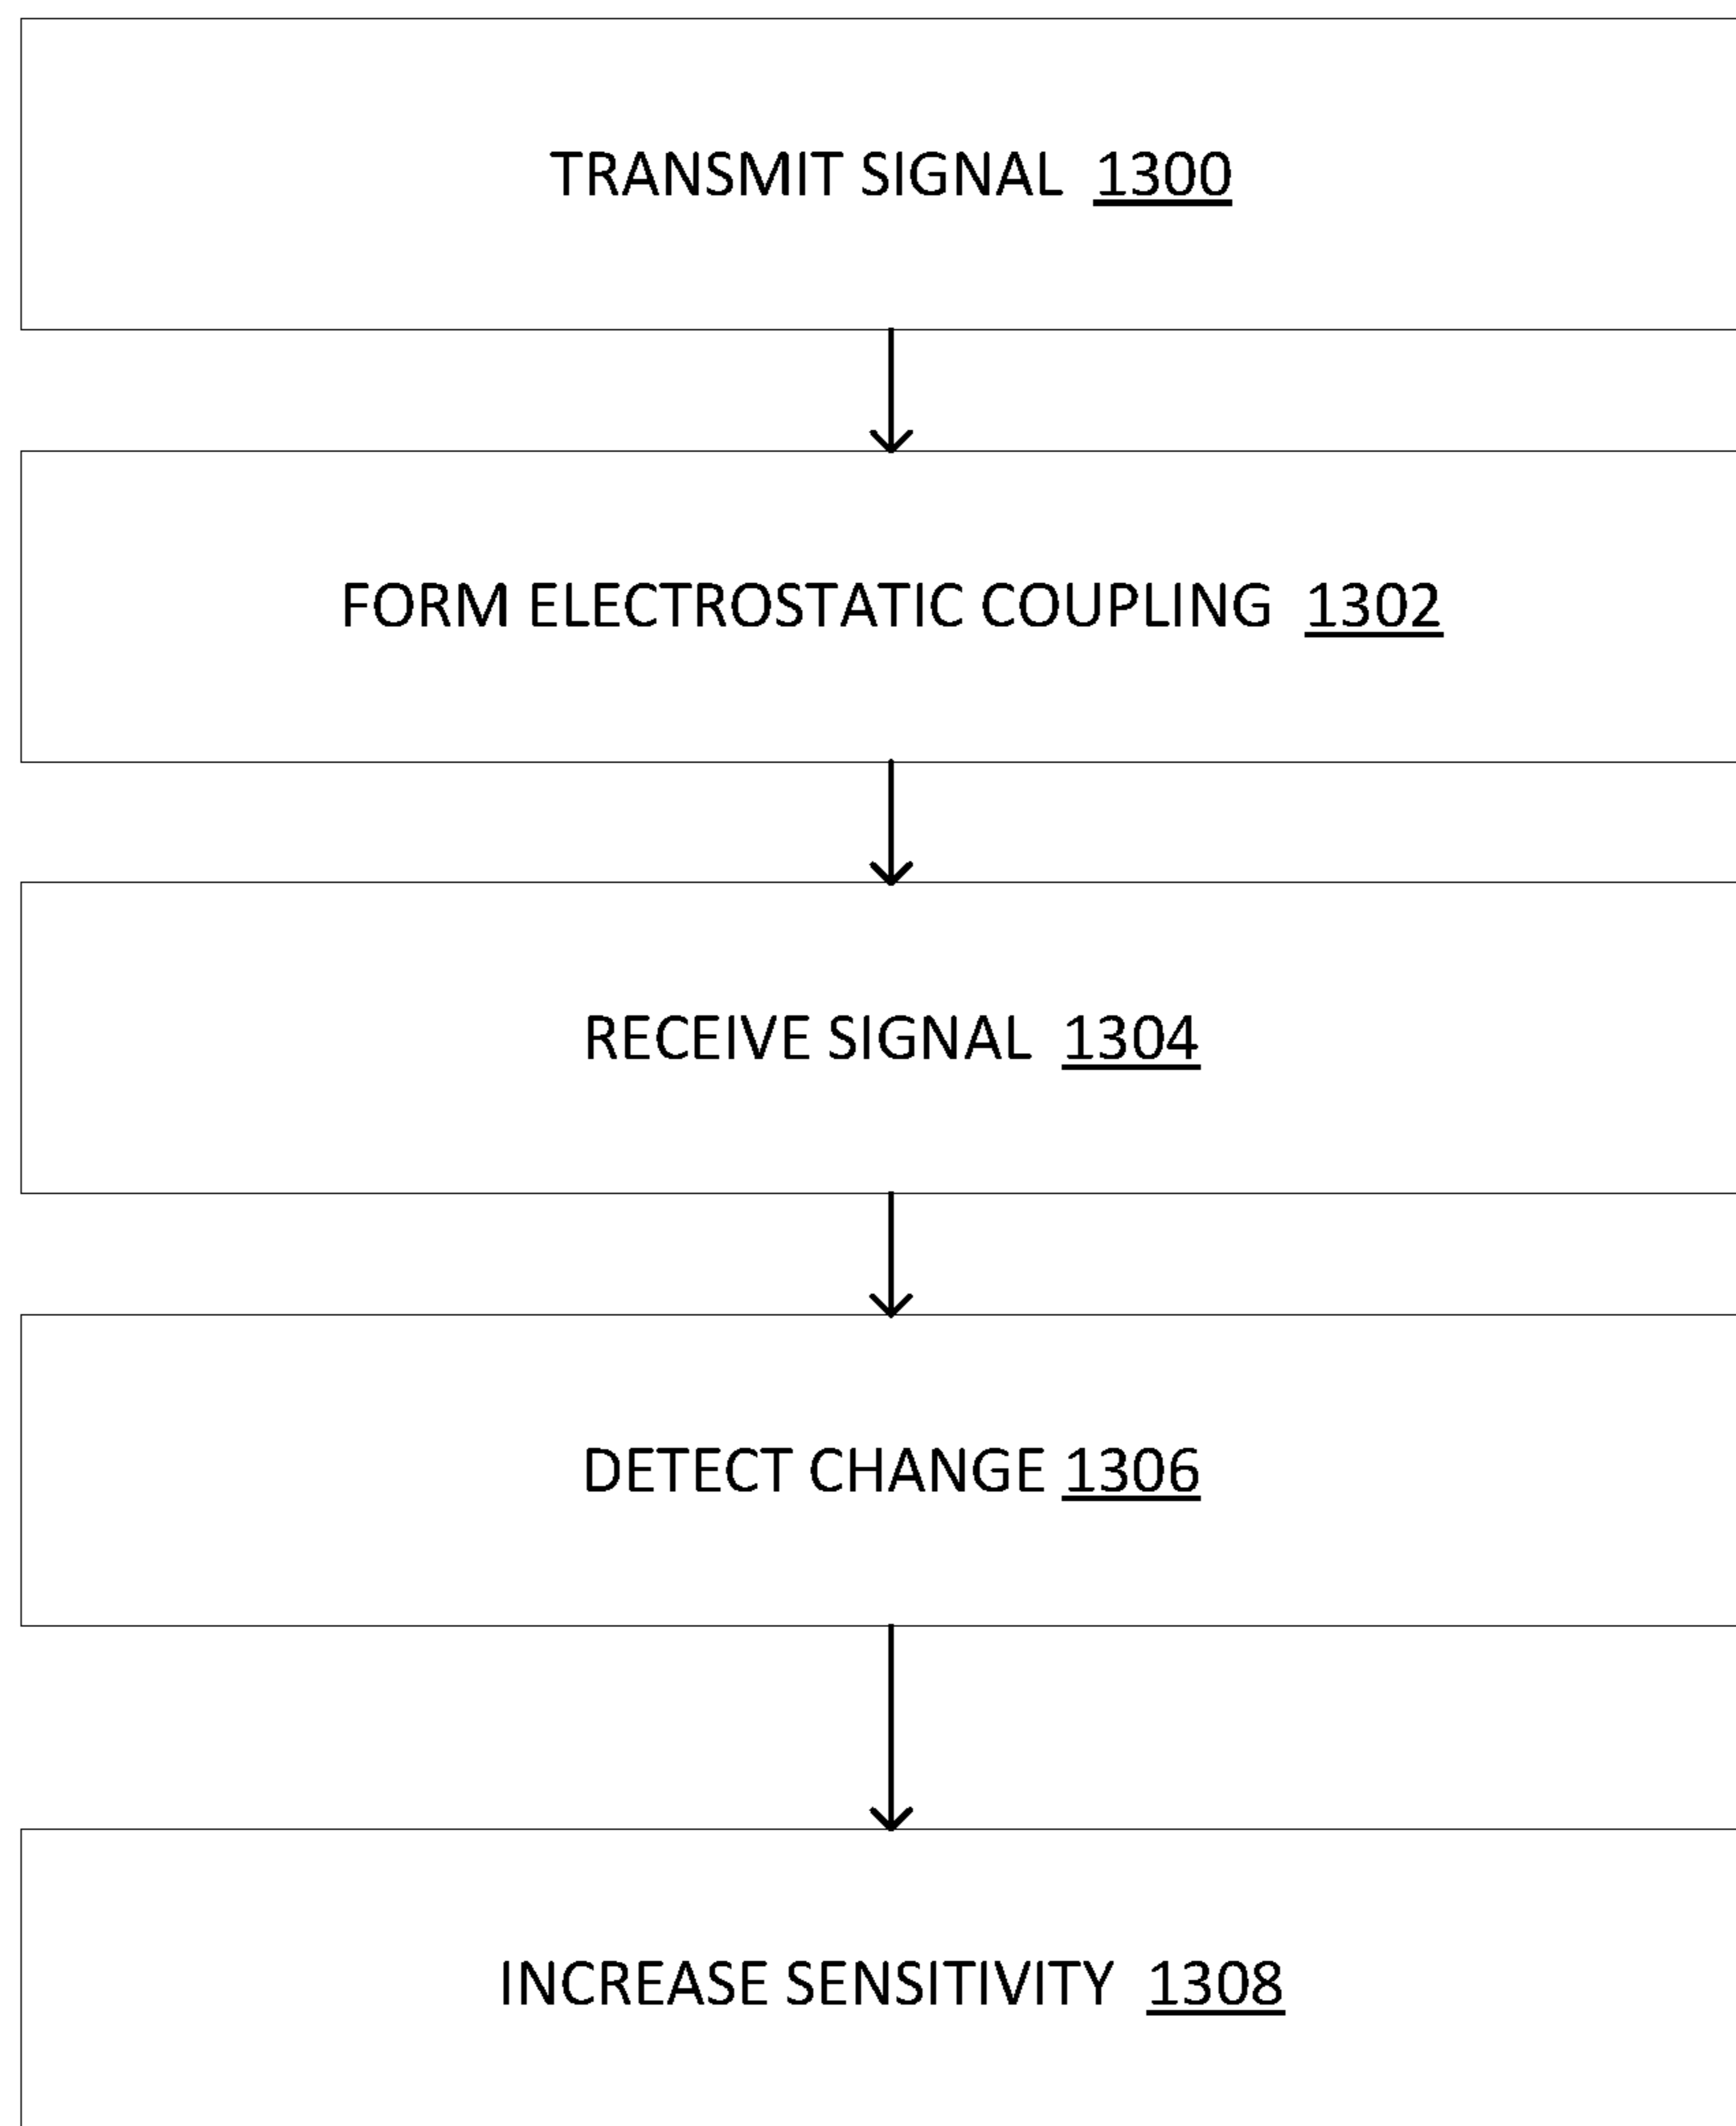 TRANSMIT SIGNAL 1300
FORM ELECTROSTATIC COUPLING 1302
RECEIVE SIGNAL 1304
DETECT CHANGE 1306
INCREASE SENSITIVITY 1308